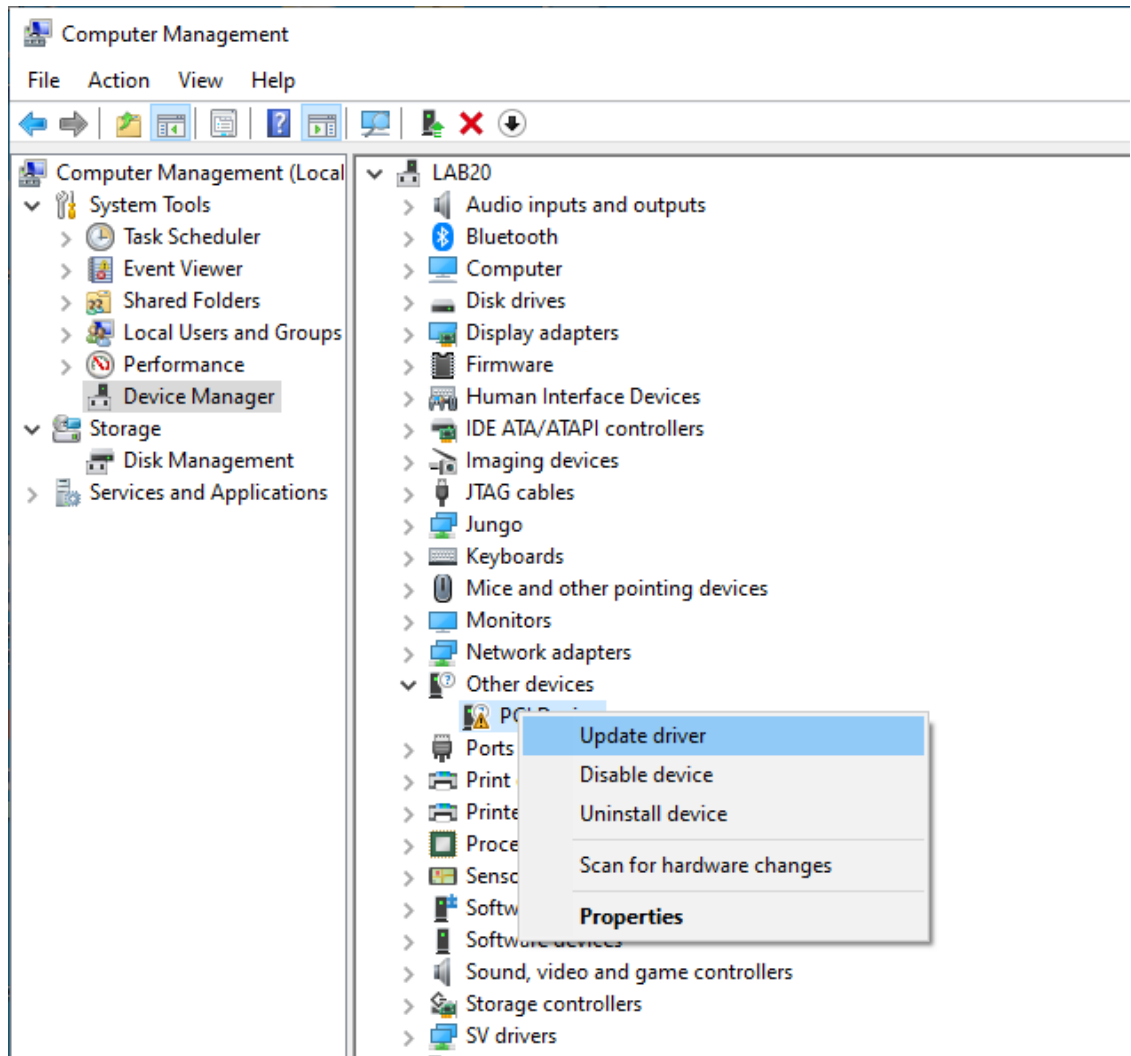 Computer Management
File Action View Help
Computer Management (Local
System Tools
Task Scheduler
Event Viewer
Shared Folders
Local Users and Groups
Performance
Device Manager
Storage
Disk Management
Services and Applications
LAB20
Audio inputs and outputs
Bluetooth
Computer
Disk drives
Display adapters
Firmware
Human Interface Devices
IDE ATA/ATAPI controllers
Imaging devices
JTAG cables
Jungo
Keyboards
Mice and other pointing devices
Monitors
Network adapters
Other devices
Ports
Print
Printe
Proce
Senso
Softw
Software devices
Sound, video and game controllers
Storage controllers
SV drivers
Update driver
Disable device
Uninstall device
Scan for hardware changes
Properties